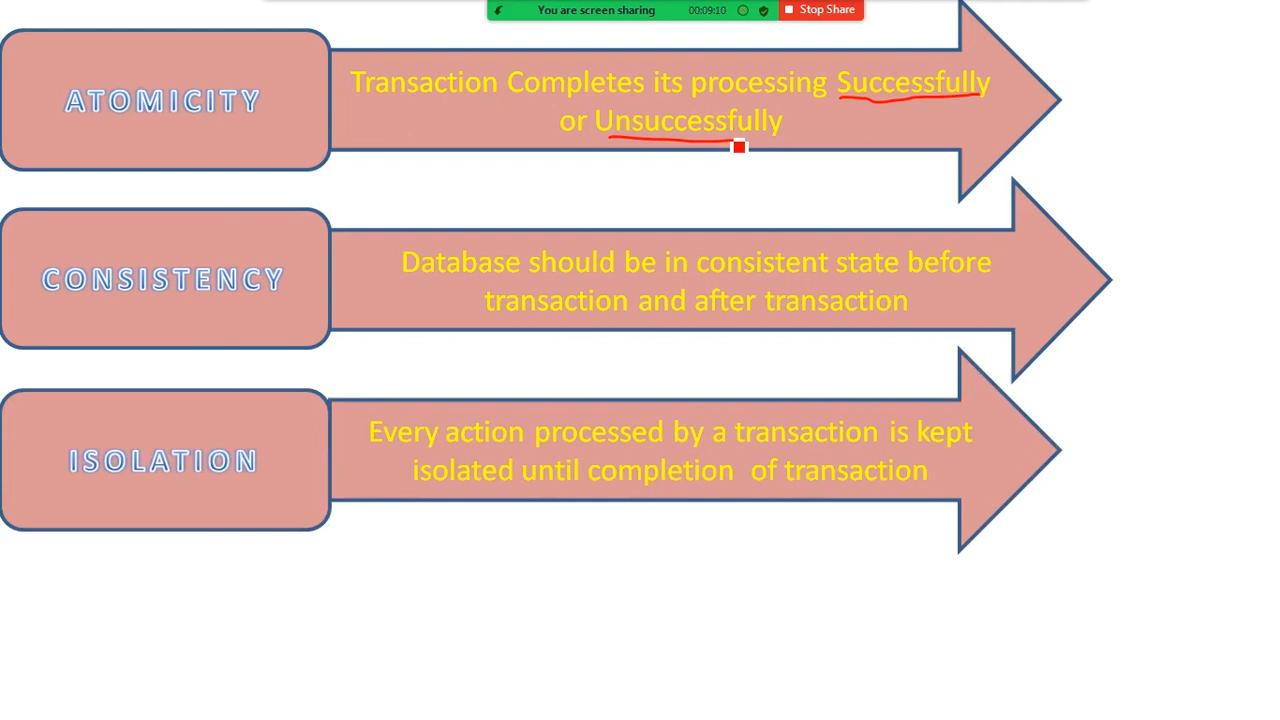 You are screen sharing 00:09:10 Stop Share
ATOMICITY
Transaction Completes its processing Successfully
or Unsuccessfully
CONSISTENCY
Database should be in consistent state before
transaction and after transaction
ISOLATION
Every action processed by a transaction is kept
isolated until completion of transaction